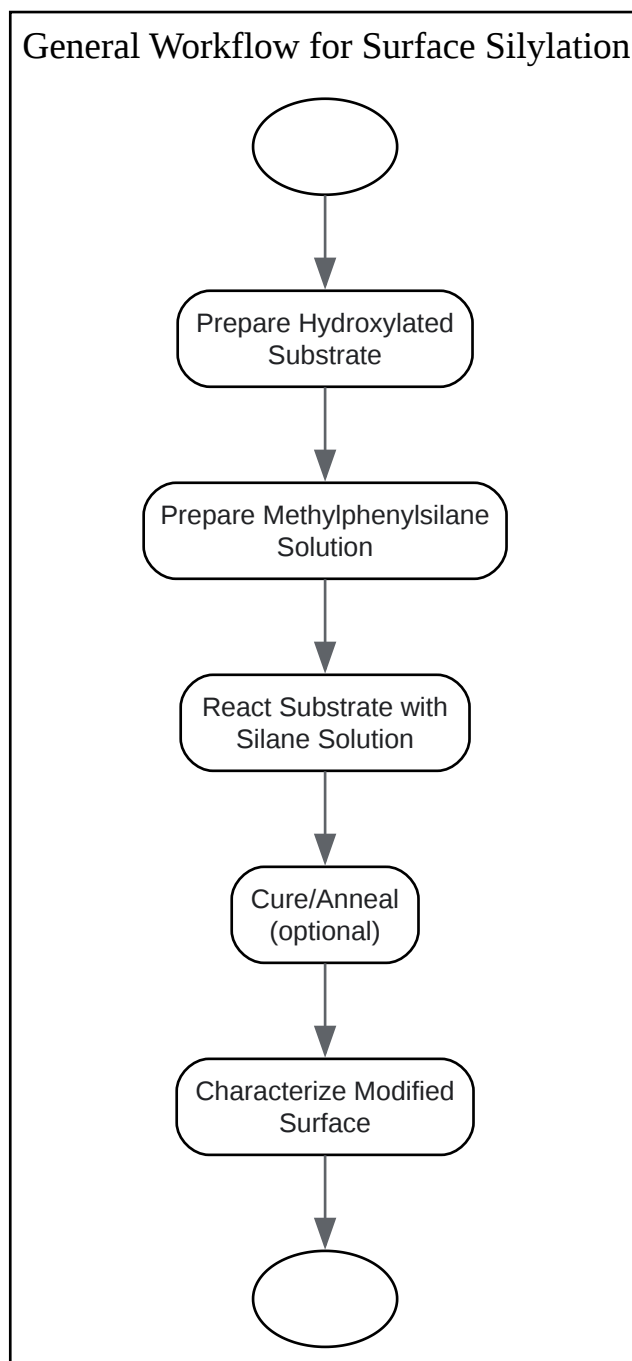 General Workflow for Surface Silylation
Prepare Hydroxylated
Substrate
Prepare Methylphenylsilane
Solution
React Substrate with
Silane Solution
Cure/Anneal
(optional)
Characterize Modified
Surface